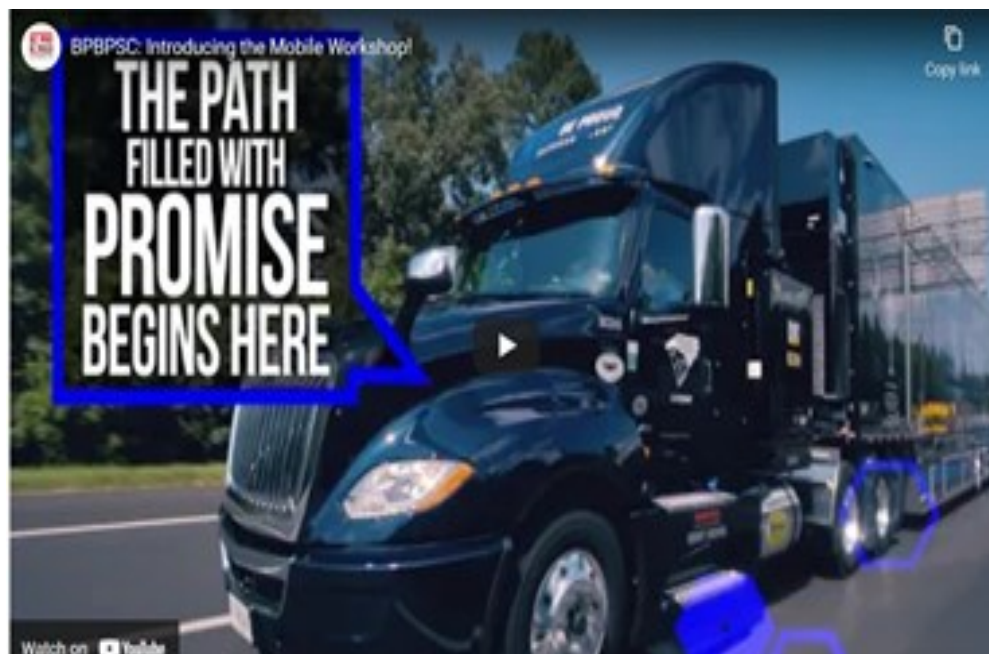 BPBPSC: Introducing the Mobile Workshop!
Copy link
THE PATH
FILLED WITH
PROMISE
BEGINS HERE
Watch on YouTube